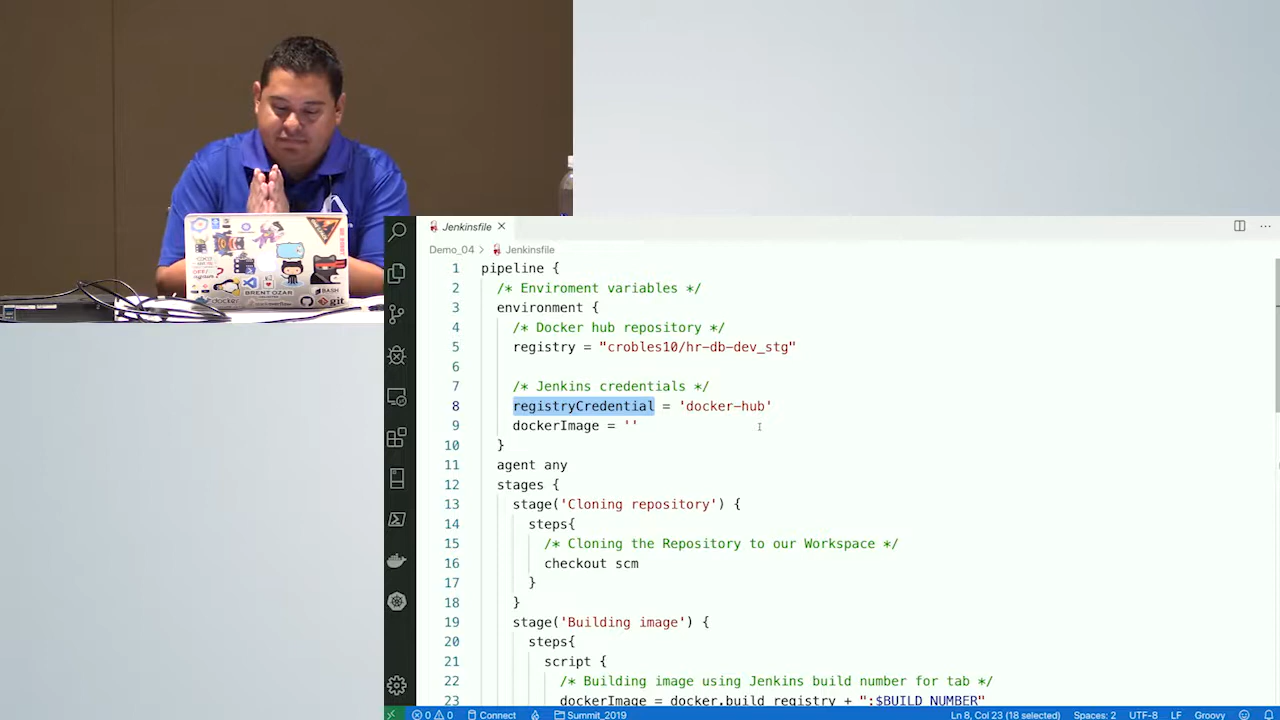 docker
BRENT OZAR
BASH
git
Jenkinsfile
Demo_04 > Jenkinsfile
1 pipeline {
2 /* Enviroment variables */
3 environment {
4 /* Docker hub repository */
5 registry = "crobles10/hr-db-dev_stg"
6
7 /* Jenkins credentials */
8 registryCredential = 'docker-hub'
9 dockerImage = ''
10 }
11 agent any
12 stages {
13 stage('Cloning repository') {
14 steps{
15 /* Cloning the Repository to our Workspace */
16 checkout scm
17 }
18 }
19 stage('Building image') {
20 steps{
21 script {
22 /* Building image using Jenkins build number for tab */
23 dockerImage = docker.build registry + ":$BUILD_NUMBER"
0 0 Connect Summit_2019 Ln 8, Col 23 (18 selected) Spaces: 2 UTF-8 LF Groovy